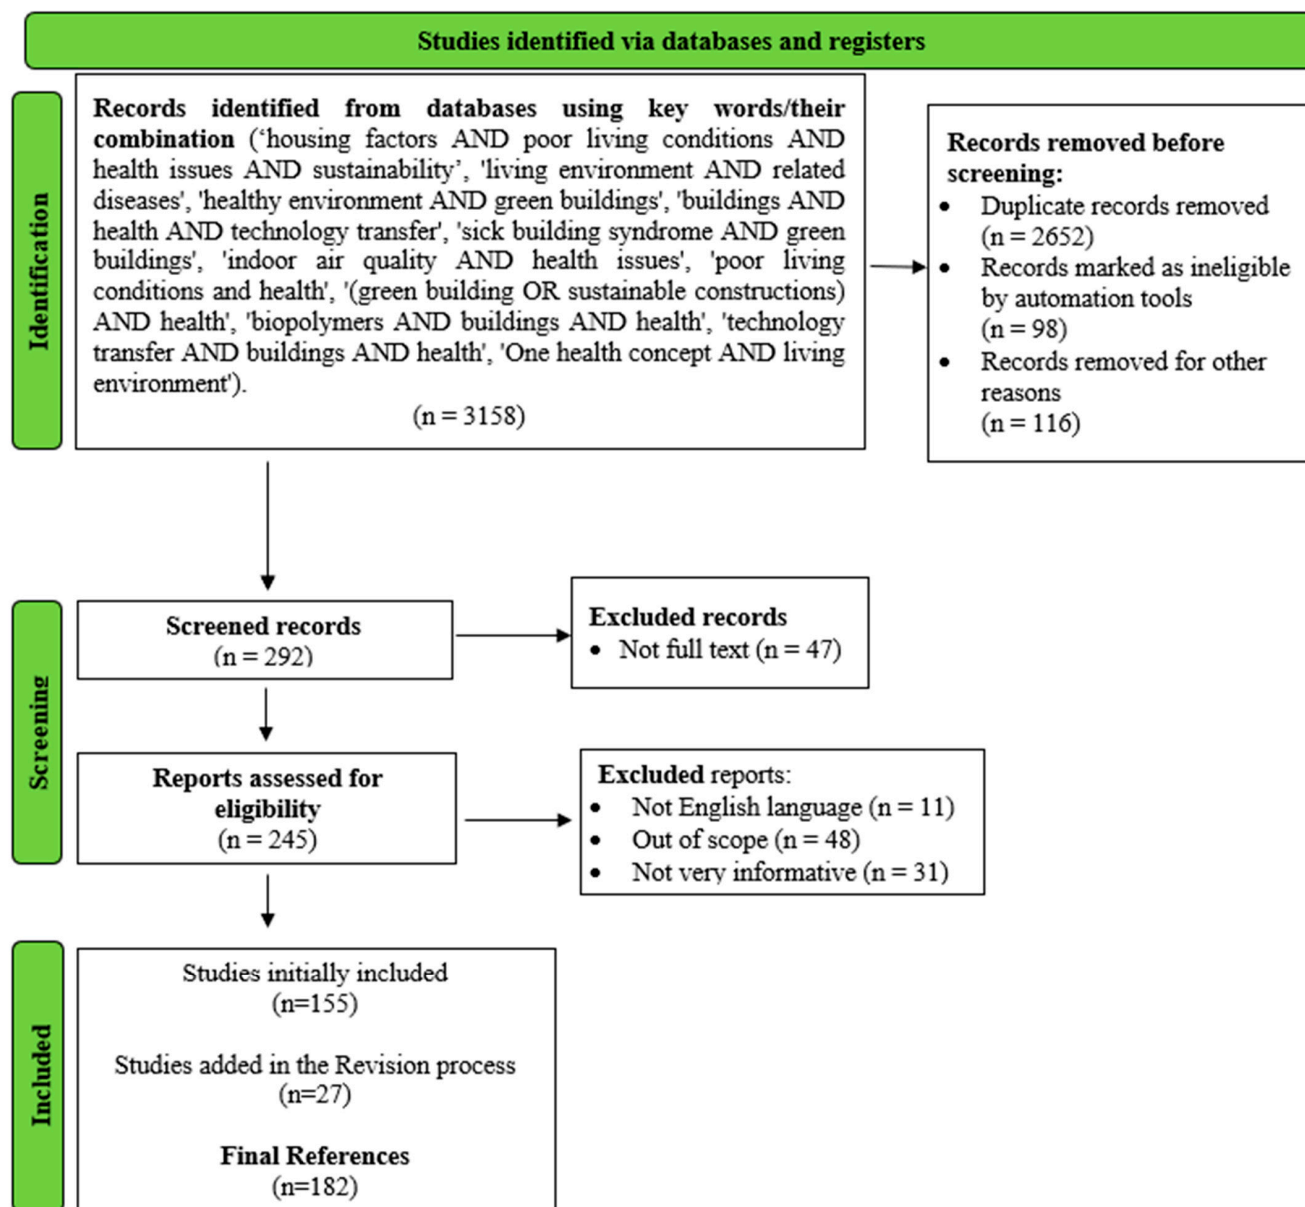 Studies identified via databases and registers
Identification
Records identified from databases using key words/their
combination (‘housing factors AND poor living conditions AND
health issues AND sustainability’, 'living environment AND related
diseases', 'healthy environment AND green buildings', 'buildings AND
health AND technology transfer', 'sick building syndrome AND green
buildings', 'indoor air quality AND health issues', 'poor living
conditions and health', '(green building OR sustainable constructions)
AND health', 'biopolymers AND buildings AND health', 'technology
transfer AND buildings AND health', 'One health concept AND living
environment').
(n = 3158)
Records removed before
screening:
• Duplicate records removed
(n = 2652)
• Records marked as ineligible
by automation tools
(n = 98)
• Records removed for other
reasons
(n = 116)
Screening
Screened records
(n = 292)
Excluded records
• Not full text (n = 47)
Reports assessed for
eligibility
(n = 245)
Excluded reports:
• Not English language (n = 11)
• Out of scope (n = 48)
• Not very informative (n = 31)
Included
Studies initially included
(n=155)
Studies added in the Revision process
(n=27)
Final References
(n=182)